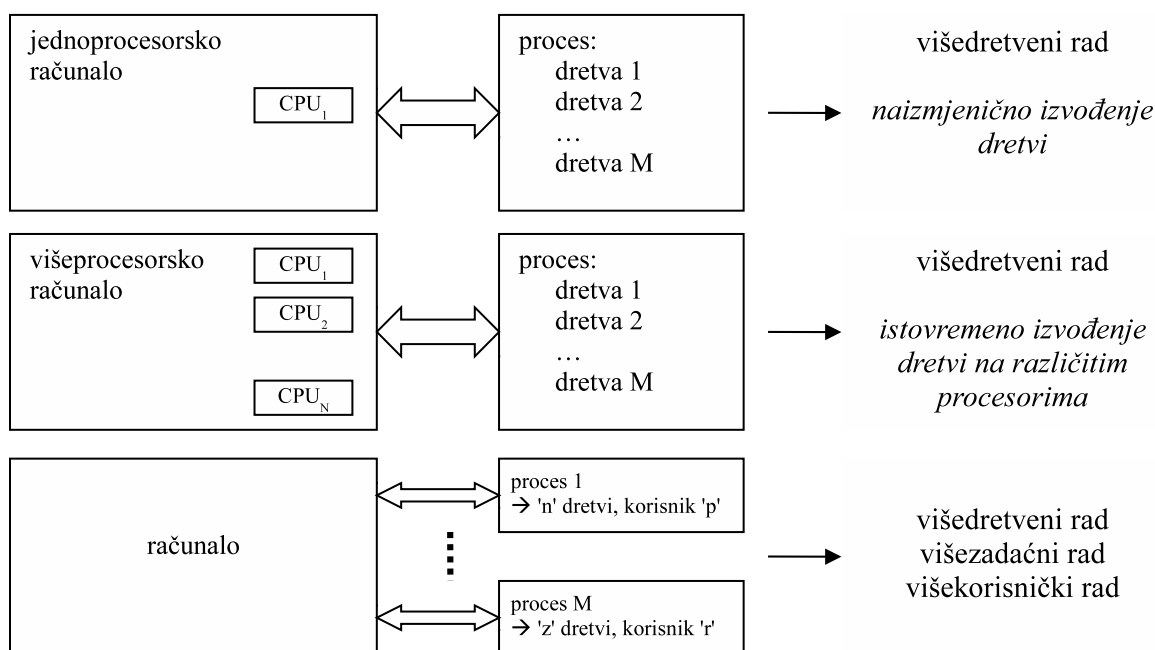 jednoprocesorsko
računalo
CPU₁
proces:
dretva 1
dretva 2
…
dretva M
višedretveni rad
naizmjenično izvođenje
dretvi
višeprocesorsko
računalo
CPU₁
CPU₂
CPU_N
proces:
dretva 1
dretva 2
…
dretva M
višedretveni rad
istovremeno izvođenje
dretvi na različitim
procesorima
računalo
proces 1
→ 'n' dretvi, korisnik 'p'
proces M
→ 'z' dretvi, korisnik 'r'
višedretveni rad
višezadaćni rad
višekorisnički rad